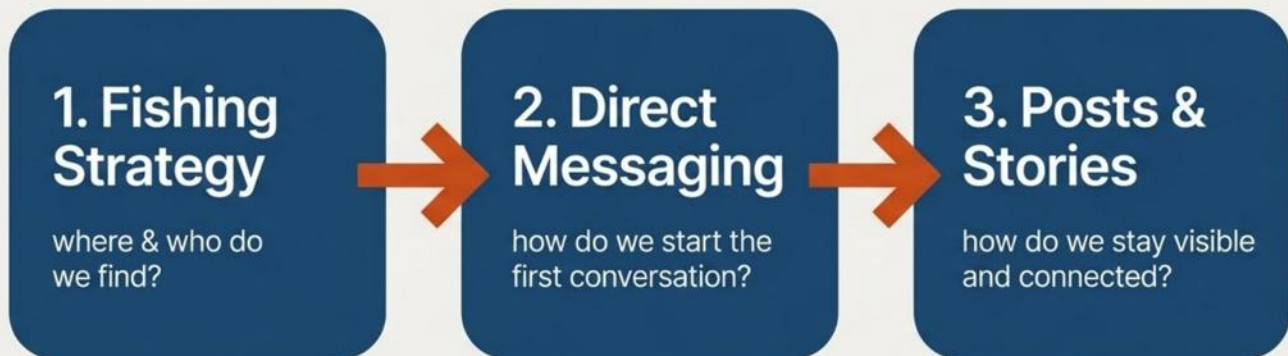 1. Fishing
Strategy
where & who do
we find?
2. Direct
Messaging
how do we start the
first conversation?
3. Posts &
Stories
how do we stay visible
and connected?